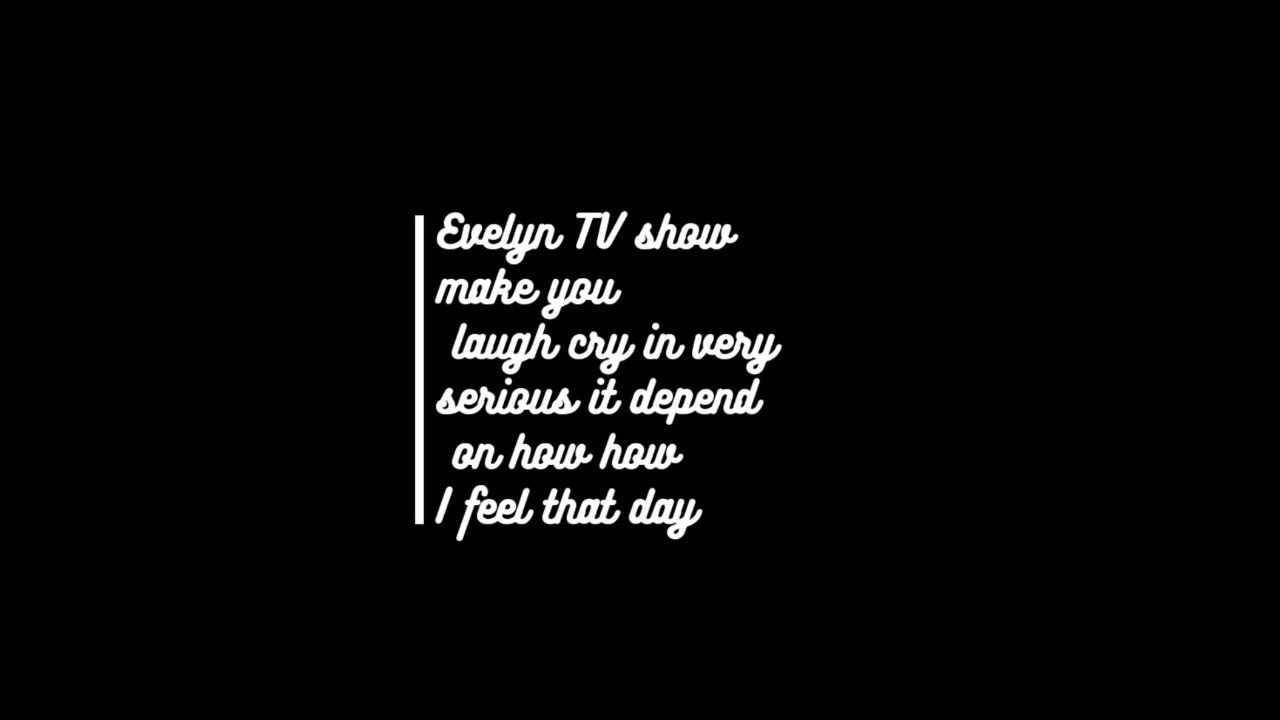 Evelyn TV show
make you
laugh cry in very
serious it depend
on how how
I feel that day